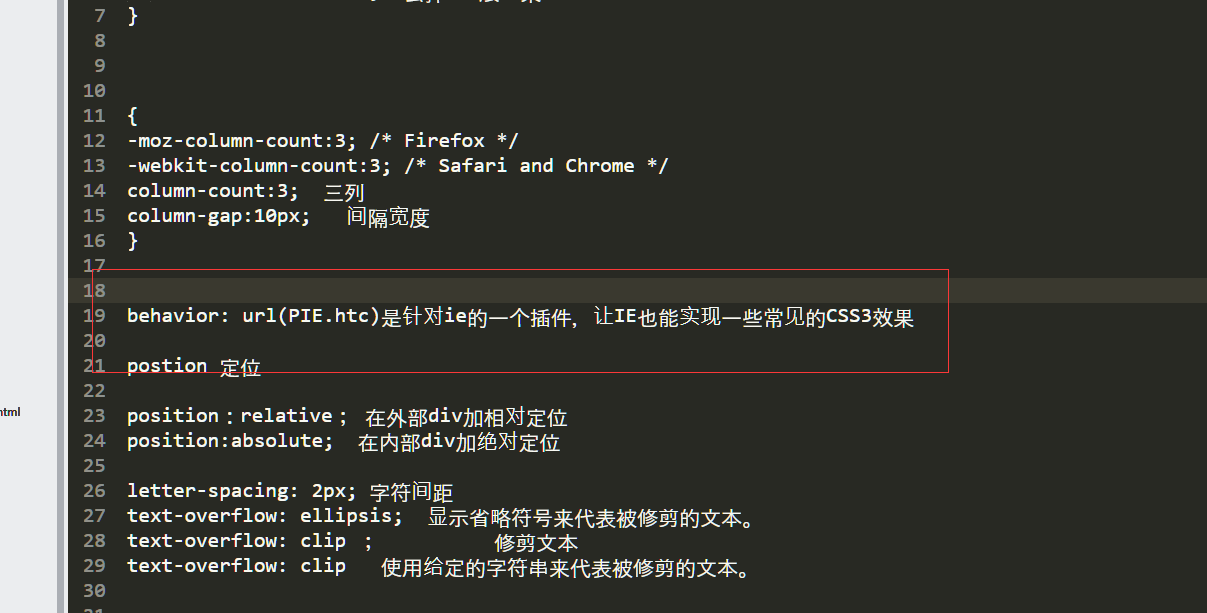 7 }
8
9
10
11 {
12 -moz-column-count:3; /* Firefox */
13 -webkit-column-count:3; /* Safari and Chrome */
14 column-count:3; 三列
15 column-gap:10px; 间隔宽度
16 }
17
18
19 behavior: url(PIE.htc)是针对ie的一个插件，让IE也能实现一些常见的CSS3效果
20
21 postion 定位
22
html
23 position：relative； 在外部div加相对定位
24 position:absolute; 在内部div加绝对定位
25
26 letter-spacing: 2px; 字符间距
27 text-overflow: ellipsis; 显示省略符号来代表被修剪的文本。
28 text-overflow: clip ； 修剪文本
29 text-overflow: clip 使用给定的字符串来代表被修剪的文本。
30